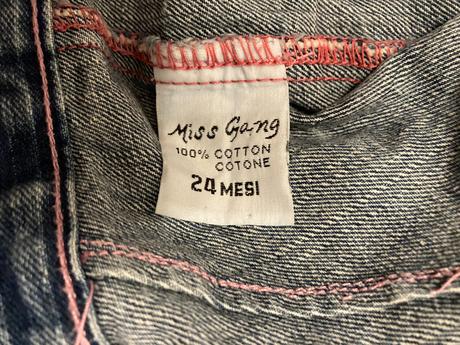 Miss Gang
100% COTTON
COTONE
24 MESI